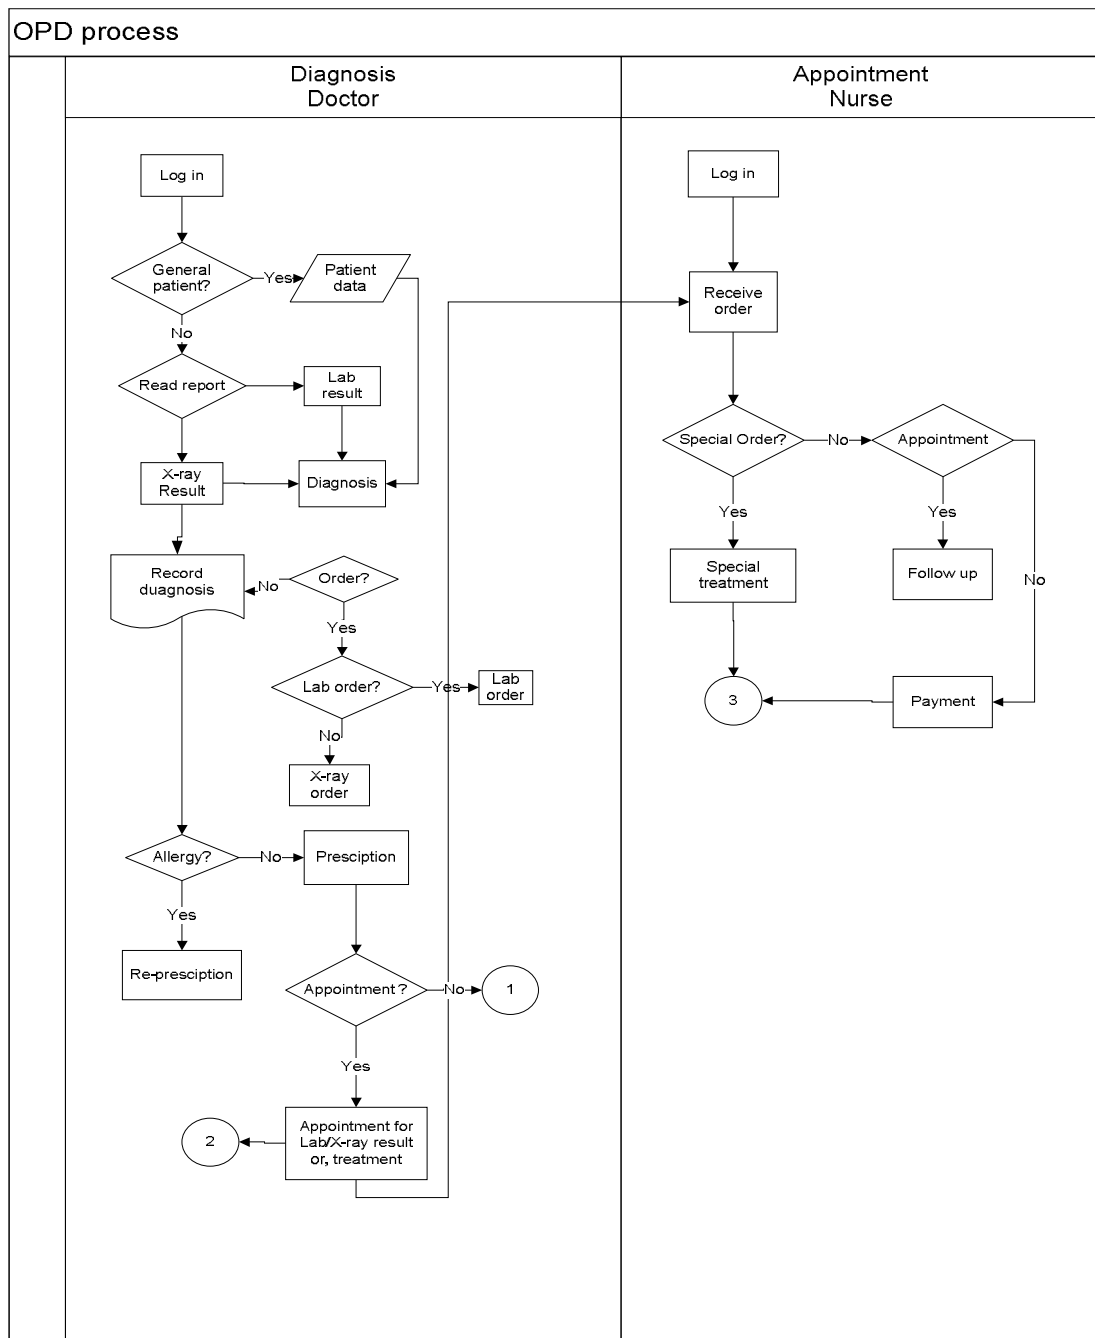 OPD process
Diagnosis
Doctor
Appointment
Nurse
Log in
General
patient?
Yes
Patient
data
No
Read report
Lab
result
X-ray
Result
Diagnosis
Record
duagnosis
No
Order?
Yes
Lab order?
Yes
Lab
order
No
X-ray
order
Allergy?
No
Presciption
Yes
Re-presciption
Appointment?
No
1
Yes
Appointment for
Lab/X-ray result
or, treatment
2
Log in
Receive
order
Special Order?
No
Appointment
Yes
Yes
Special
treatment
Follow up
No
3
Payment